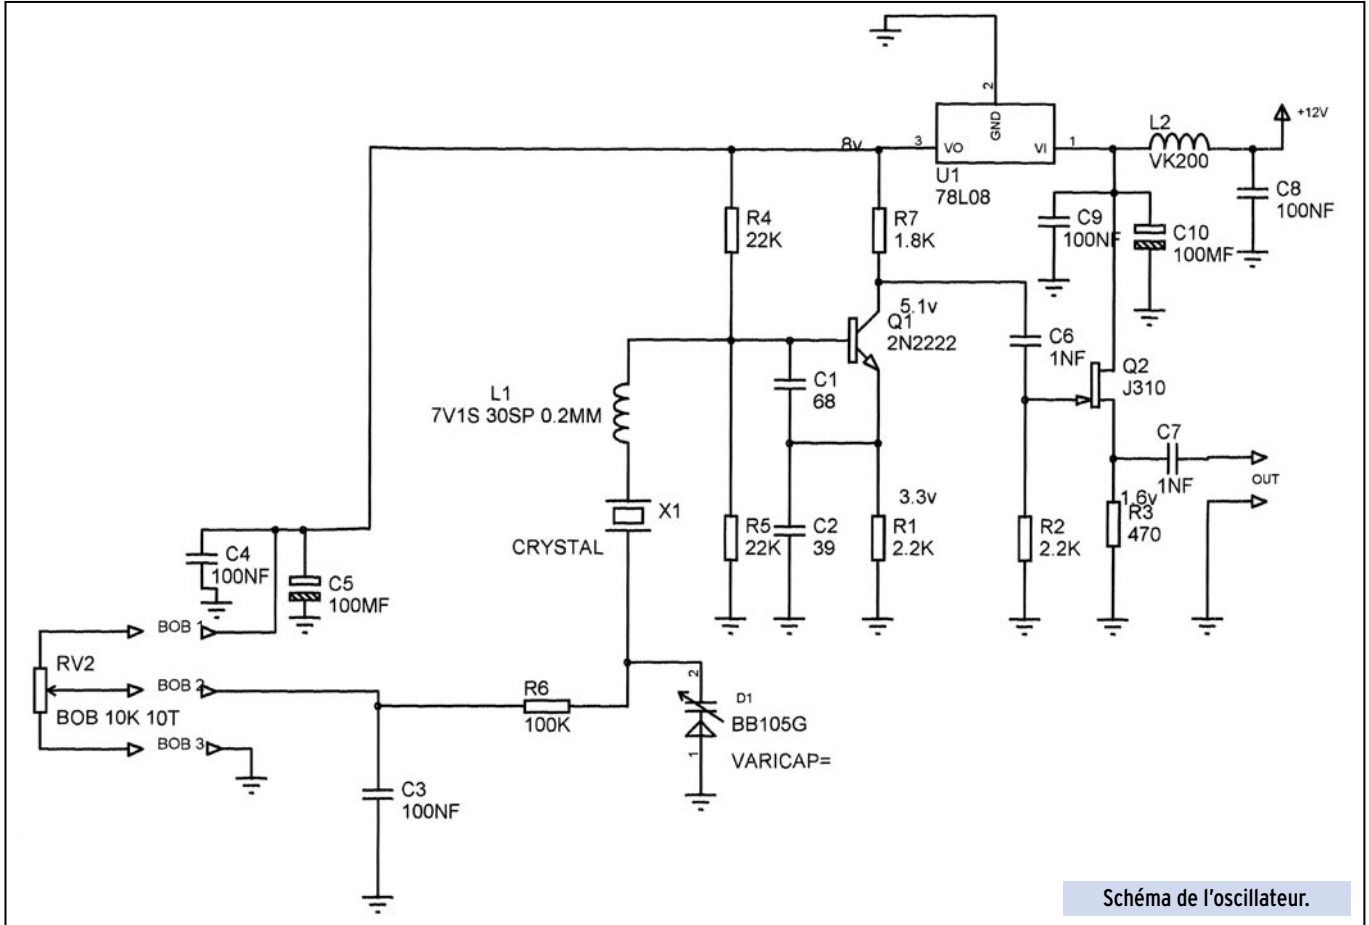 2
GND
+12V
L2
VK200
8v
3
VO
VI
1
U1
78L08
C8
100NF
R4
22K
R7
1.8K
C9
100NF
C10
100MF
5.1v
Q1
2N2222
C6
1NF
Q2
J310
L1
7V1S 30SP 0.2MM
C1
68
C7
1NF
OUT
X1
CRYSTAL
3.3v
1.6v
R5
22K
C2
39
R1
2.2K
R2
2.2K
R3
470
C4
100NF
C5
100MF
BOB 1
RV2
BOB 2
BOB 10K 10T
BOB 3
R6
100K
2
D1
BB105G
1
VARICAP=
C3
100NF
Schéma de l'oscillateur.